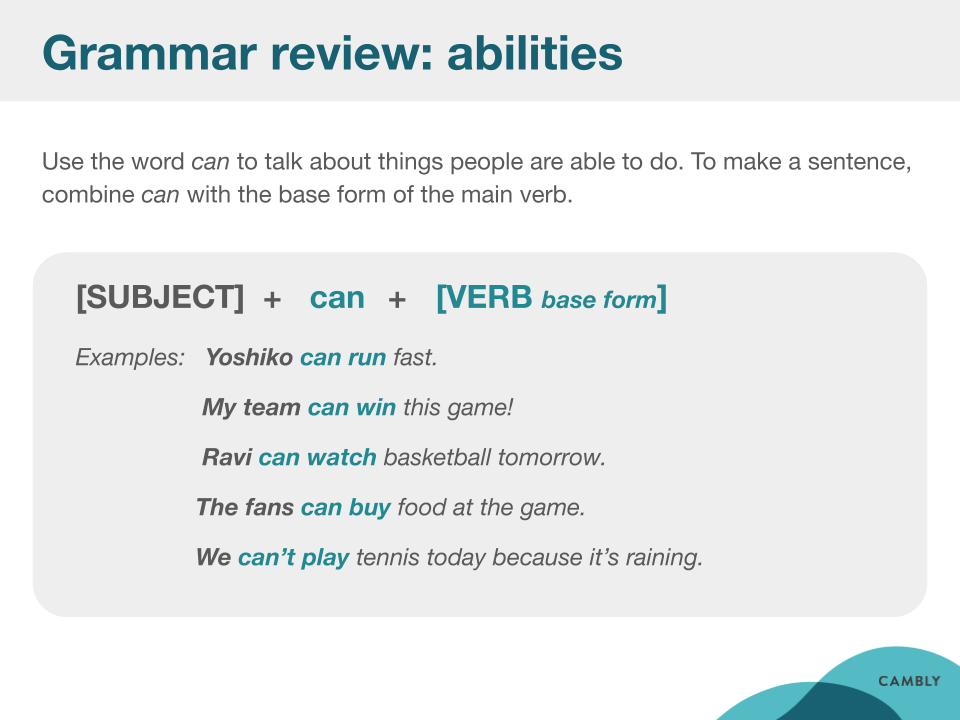 Grammar review: abilities
Use the word can to talk about things people are able to do. To make a sentence,
combine can with the base form of the main verb.
[SUBJECT] + can + [VERB base form]
Examples: Yoshiko can run fast.
My team can win this game!
Ravi can watch basketball tomorrow.
The fans can buy food at the game.
We can’t play tennis today because it’s raining.
CAMBLY